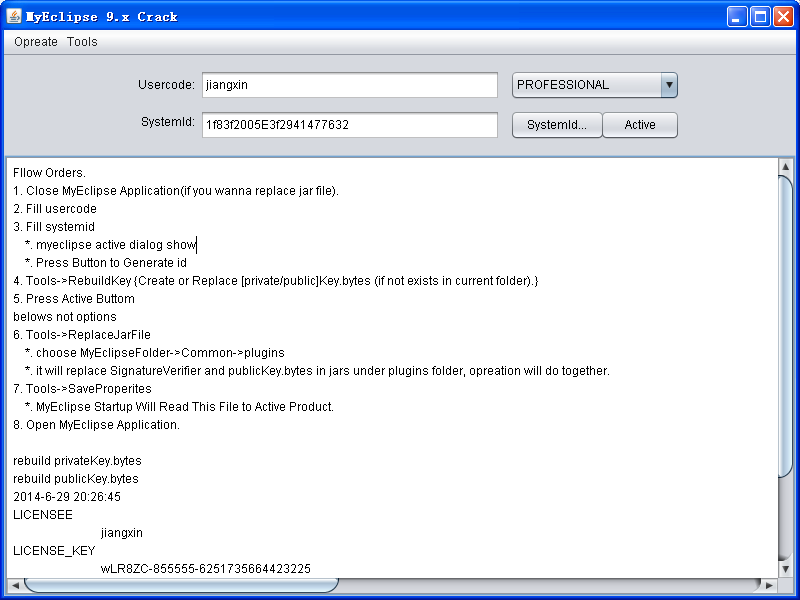 MyEclipse 9.x Crack
Opreate Tools
Usercode: jiangxin PROFESSIONAL
SystemId: 1f83f2005E3f2941477632 SystemId... Active
Fllow Orders.
1. Close MyEclipse Application(if you wanna replace jar file).
2. Fill usercode
3. Fill systemid
*. myeclipse active dialog show
*. Press Button to Generate id
4. Tools->RebuildKey {Create or Replace [private/public]Key.bytes (if not exists in current folder).}
5. Press Active Buttom
belows not options
6. Tools->ReplaceJarFile
*. choose MyEclipseFolder->Common->plugins
*. it will replace SignatureVerifier and publicKey.bytes in jars under plugins folder, opreation will do together.
7. Tools->SaveProperites
*. MyEclipse Startup Will Read This File to Active Product.
8. Open MyEclipse Application.
rebuild privateKey.bytes
rebuild publicKey.bytes
2014-6-29 20:26:45
LICENSEE
jiangxin
LICENSE_KEY
wLR8ZC-855555-6251735664423225